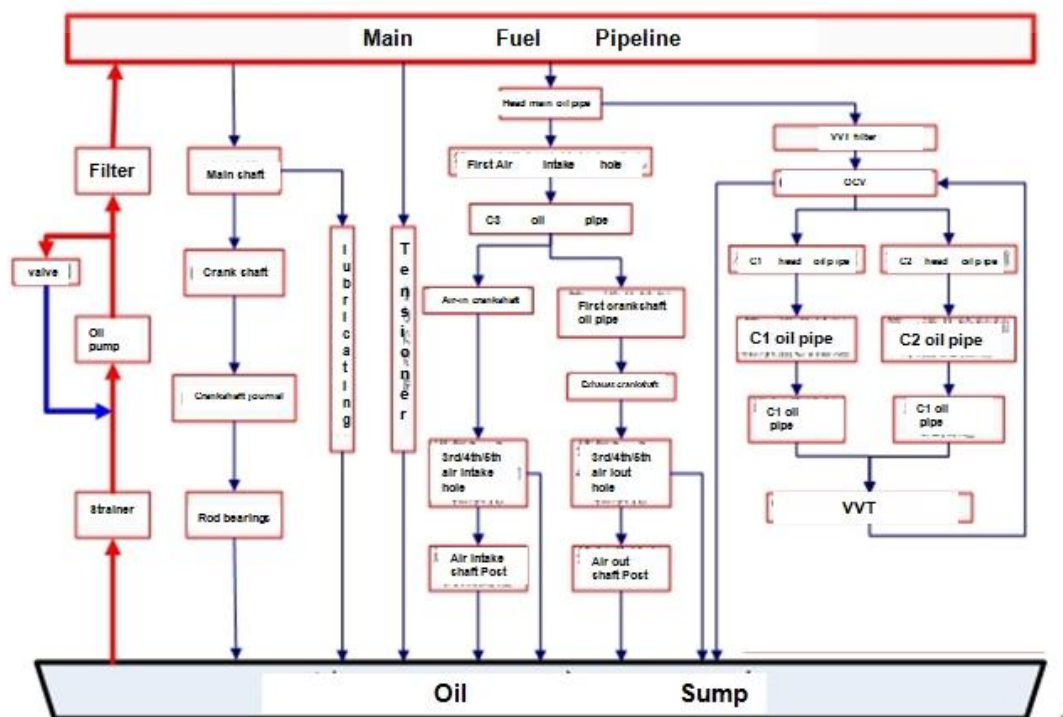 Main Fuel Pipeline
Head main oil pipe
VVT filter
Filter
Main shaft
First Air Intake hole
OCV
C3 oil pipe
lubricating
Tensioner
valve
Crank shaft
C1 head oil pipe
C2 head oil pipe
Air-in crankshaft
First crankshaft
oil pipe
Oil
pump
C1 oil pipe
C2 oil pipe
Exhaust crankshaft
Crankshaft journal
C1 oil
pipe
C1 oil
pipe
3rd/4th/5th
air intake
hole
3rd/4th/5th
air iout
hole
Strainer
Rod bearings
VVT
Air Intake
shaft Post
Air out
shaft Post
Oil Sump